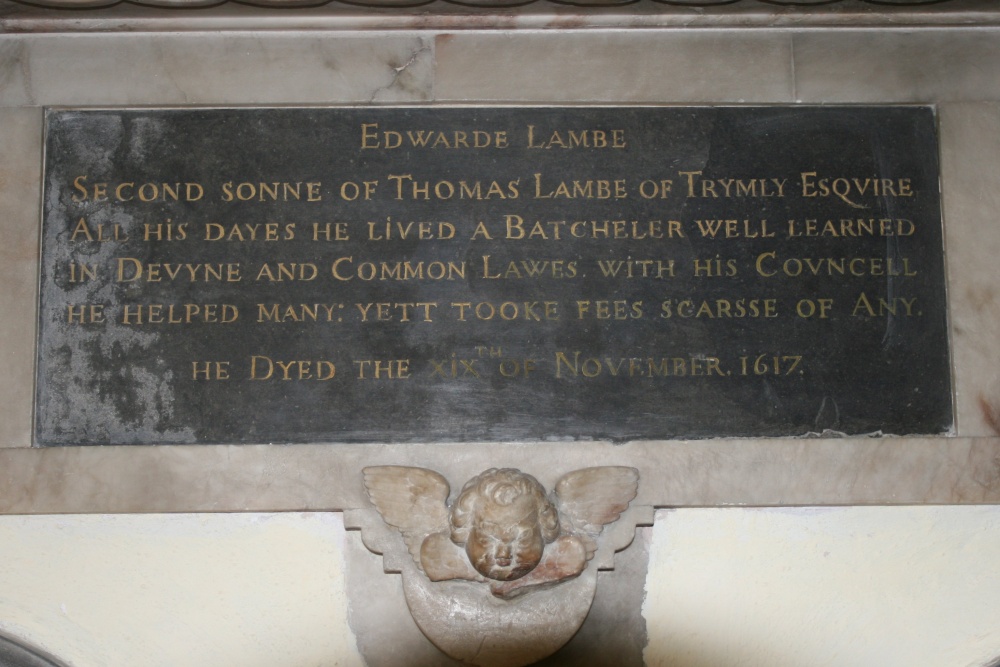 EDWARDE LAMBE
SECOND SONNE OF THOMAS LAMBE OF TRYMLY ESQVIRE
ALL HIS DAYES HE LIVED A BATCHELER WELL LEARNED
IN DEVYNE AND COMMON LAWES. WITH HIS COVNCELL
HE HELPED MANY: YETT TOOKE FEES SCARSSE OF ANY.
HE DYED THE XIXTH OF NOVEMBER. 1617.